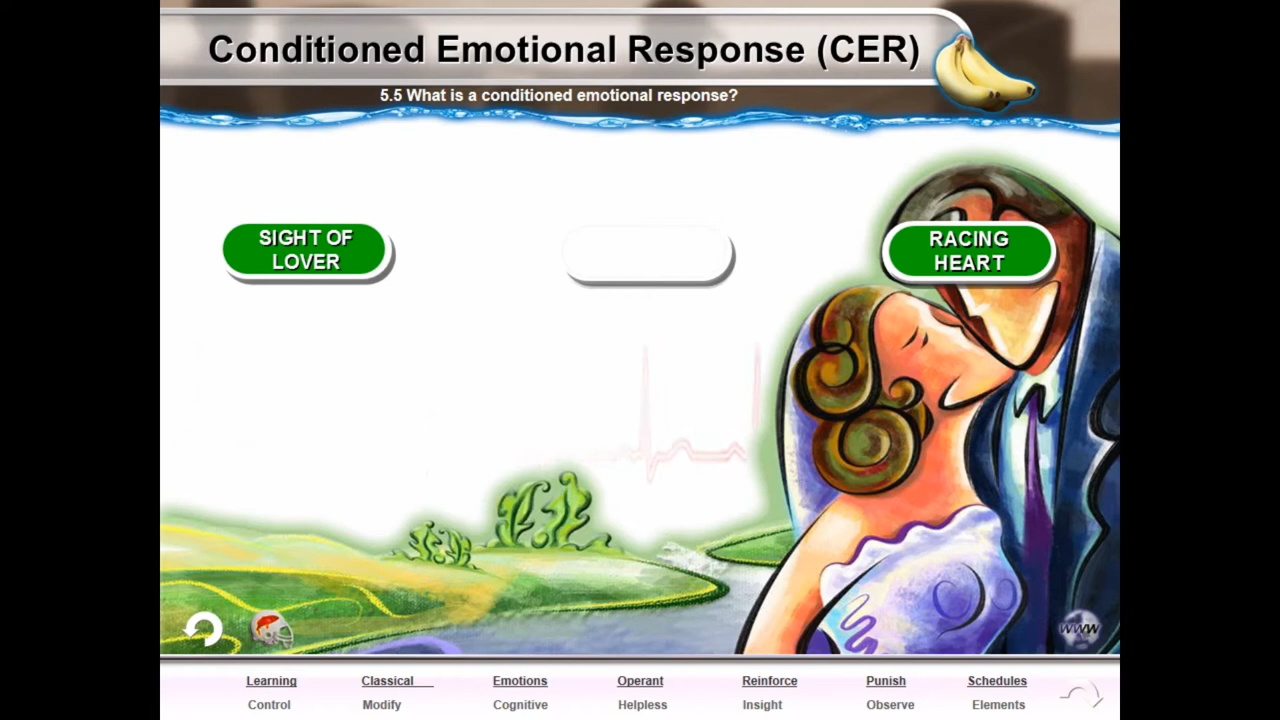 Conditioned Emotional Response (CER)
5.5 What is a conditioned emotional response?
SIGHT OF
LOVER
RACING
HEART
www
Learning Classical Emotions Operant Reinforce Punish Schedules
Control Modify Cognitive Helpless Insight Observe Elements